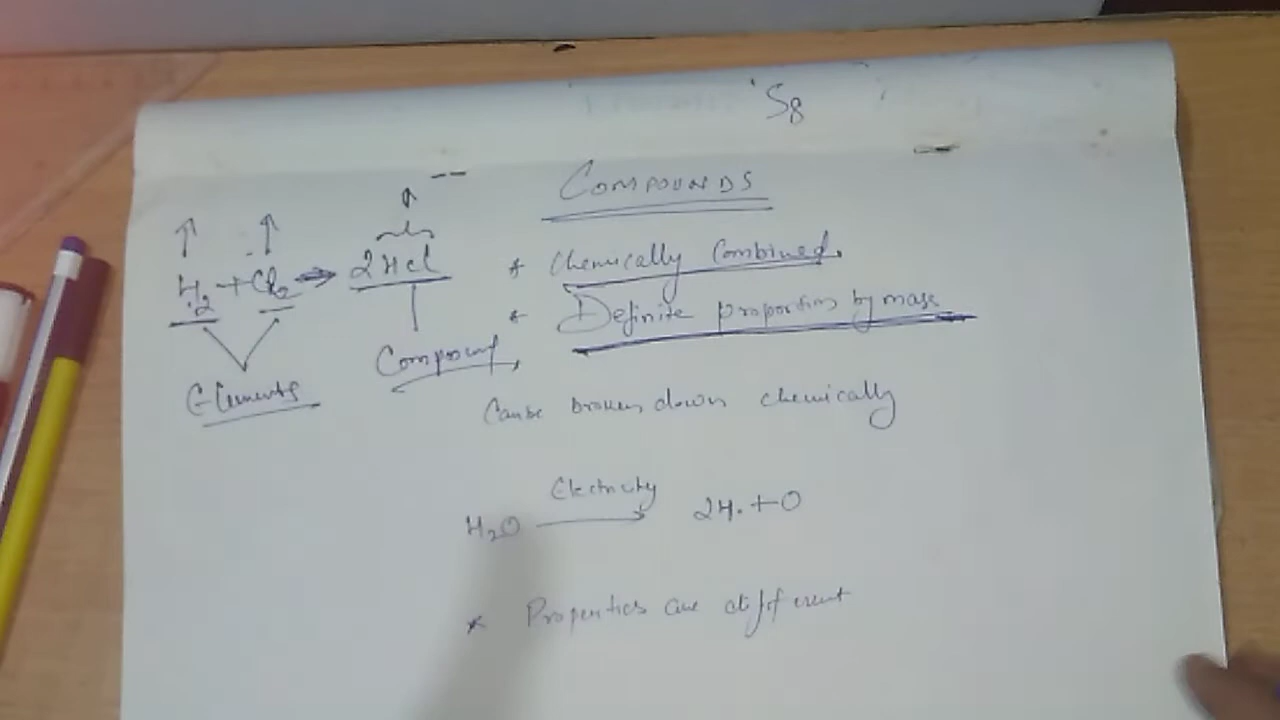 S8
COMPOUNDS
H2 + Cl2 → 2HCl
* Chemically Combined.
* Definite proportion by mass
Elements
Compound,
Can be broken down chemically
H2O Electricity → 2H. + O
* Properties are different